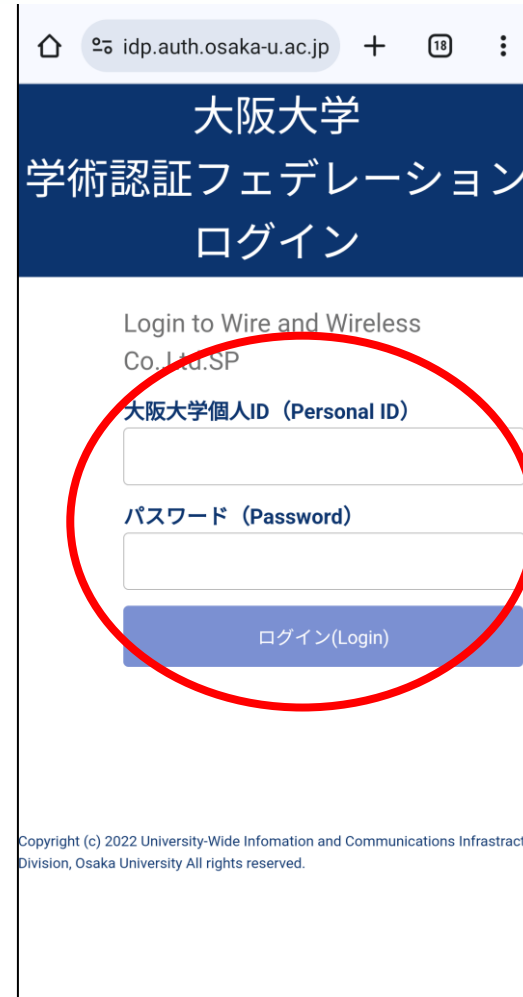 idp.auth.osaka-u.ac.jp
18
大阪大学
学術認証フェデレーション
ログイン
Login to Wire and Wireless
Co.,Ltd.SP
大阪大学個人ID（Personal ID）
パスワード（Password）
ログイン(Login)
Copyright (c) 2022 University-Wide Infomation and Communications Infrastract
Division, Osaka University All rights reserved.